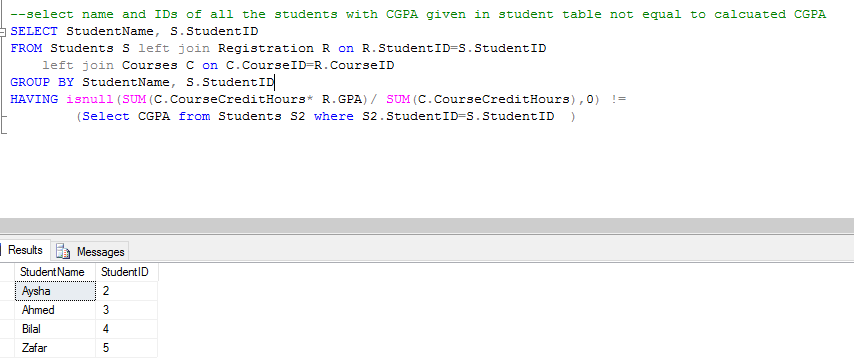 --select name and IDs of all the students with CGPA given in student table not equal to calcuated CGPA
SELECT StudentName, S.StudentID
FROM Students S left join Registration R on R.StudentID=S.StudentID
left join Courses C on C.CourseID=R.CourseID
GROUP BY StudentName, S.StudentID
HAVING isnull(SUM(C.CourseCreditHours* R.GPA)/ SUM(C.CourseCreditHours),0) !=
(Select CGPA from Students S2 where S2.StudentID=S.StudentID )
Results Messages
StudentName StudentID
Aysha 2
Ahmed 3
Bilal 4
Zafar 5